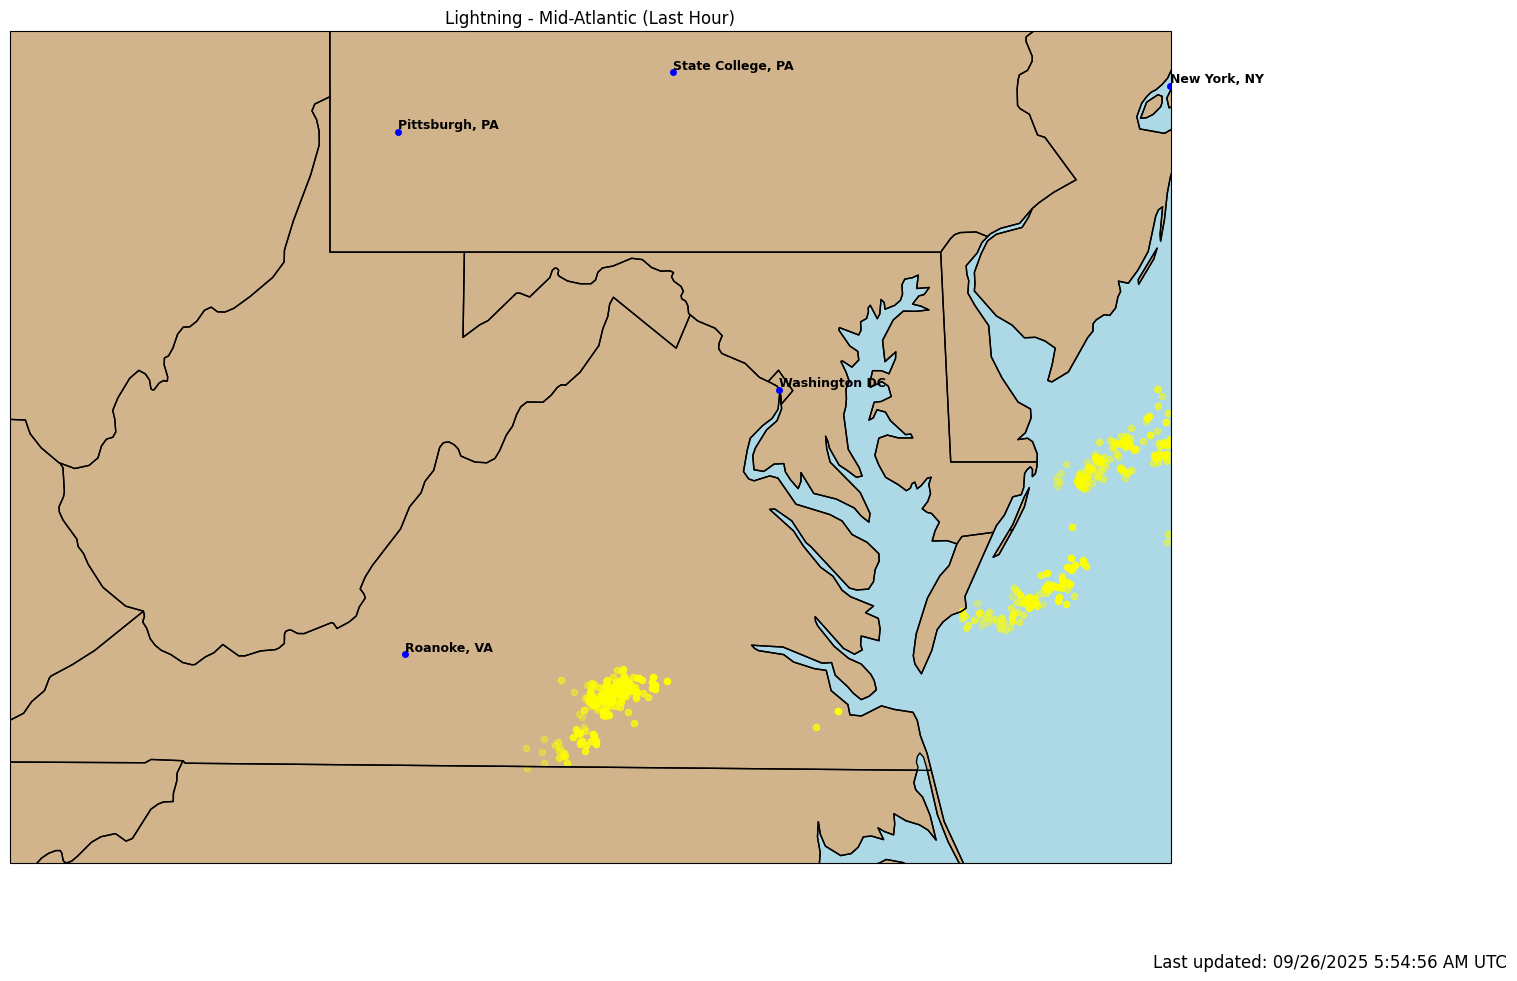 Lightning - Mid-Atlantic (Last Hour)
State College, PA
New York, NY
Pittsburgh, PA
Washington DC
Roanoke, VA
Last updated: 09/26/2025 5:54:56 AM UTC